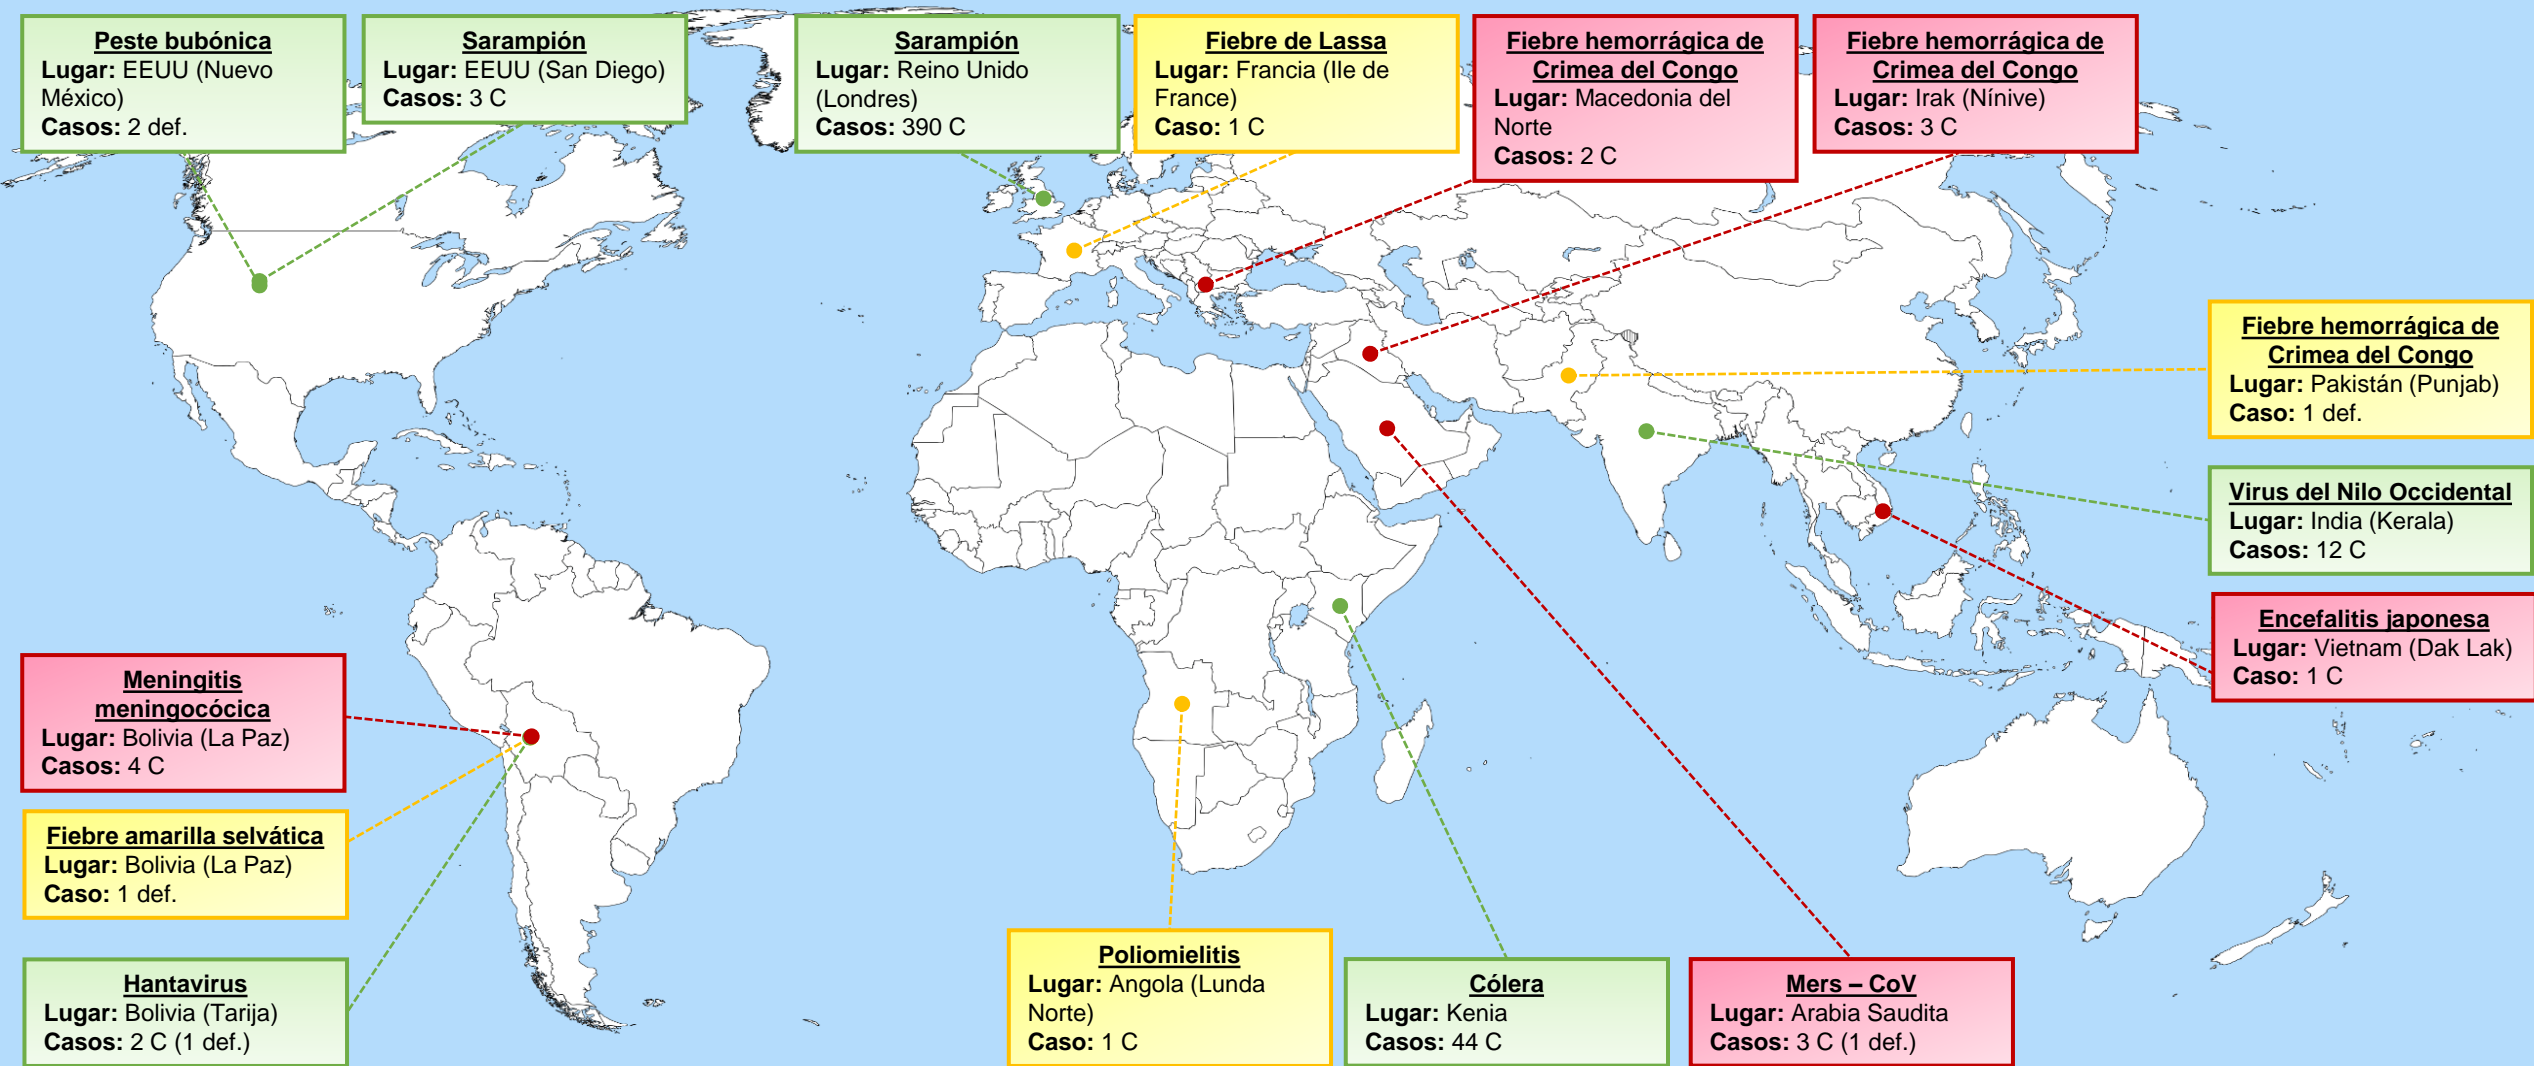 Peste bubónica
Lugar: EEUU (Nuevo
México)
Casos: 2 def.
Sarampión
Lugar: EEUU (San Diego)
Casos: 3 C
Sarampión
Lugar: Reino Unido
(Londres)
Casos: 390 C
Fiebre de Lassa
Lugar: Francia (Ile de
France)
Caso: 1 C
Fiebre hemorrágica de
Crimea del Congo
Lugar: Macedonia del
Norte
Casos: 2 C
Fiebre hemorrágica de
Crimea del Congo
Lugar: Irak (Nínive)
Casos: 3 C
Fiebre hemorrágica de
Crimea del Congo
Lugar: Pakistán (Punjab)
Caso: 1 def.
Virus del Nilo Occidental
Lugar: India (Kerala)
Casos: 12 C
Encefalitis japonesa
Lugar: Vietnam (Dak Lak)
Caso: 1 C
Meningitis
meningocócica
Lugar: Bolivia (La Paz)
Casos: 4 C
Fiebre amarilla selvática
Lugar: Bolivia (La Paz)
Caso: 1 def.
Hantavirus
Lugar: Bolivia (Tarija)
Casos: 2 C (1 def.)
Poliomielitis
Lugar: Angola (Lunda
Norte)
Caso: 1 C
Cólera
Lugar: Kenia
Casos: 44 C
Mers – CoV
Lugar: Arabia Saudita
Casos: 3 C (1 def.)